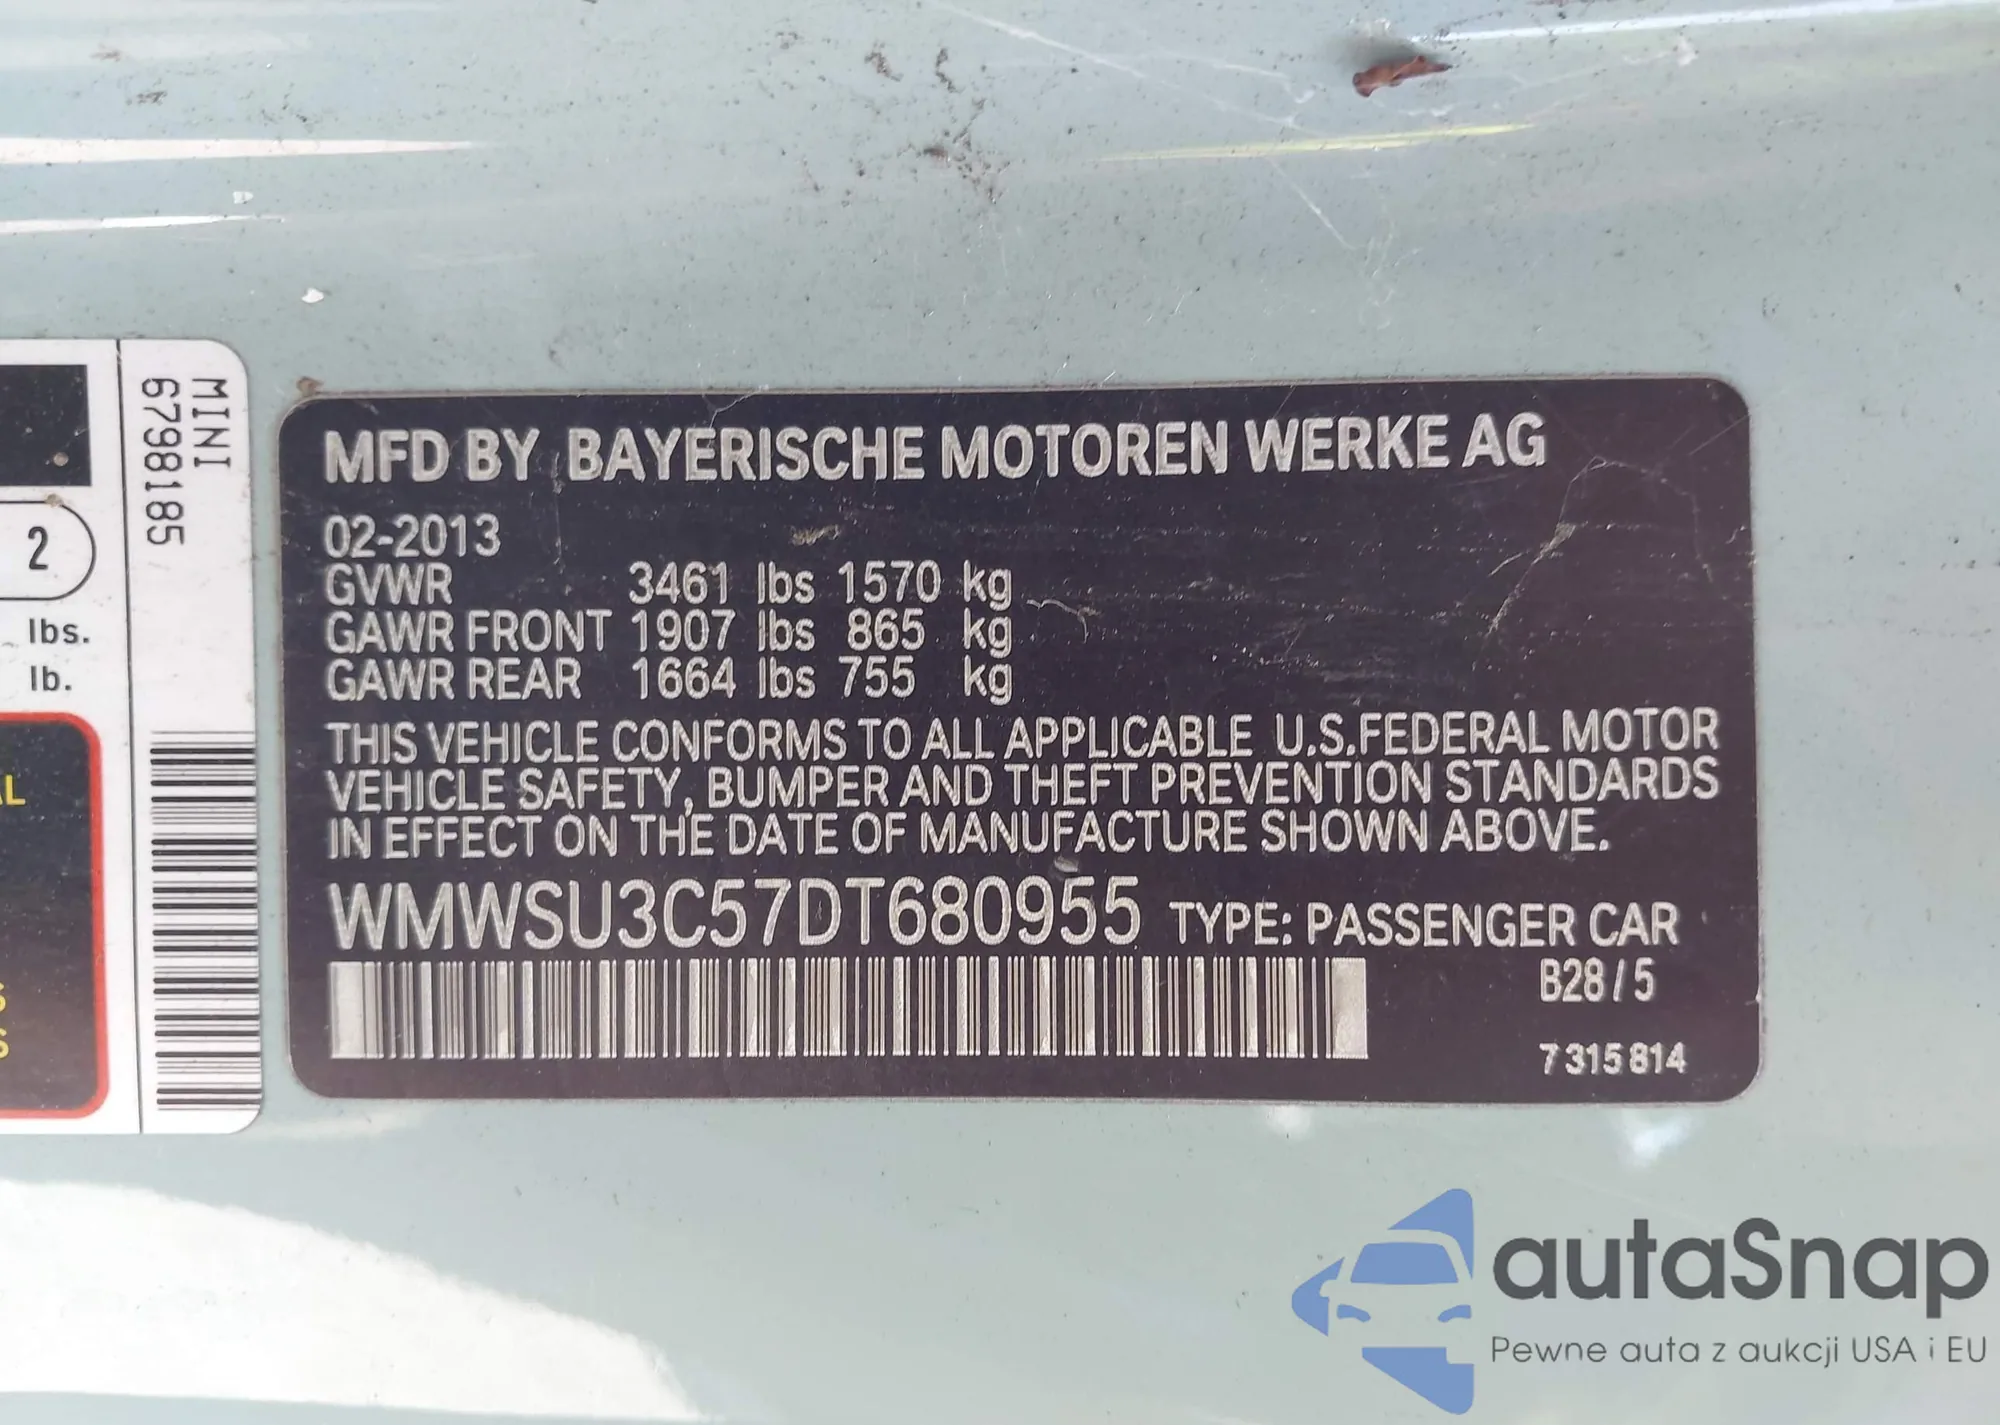 MINI
6798185
2
lbs.
lb.
MFD BY BAYERISCHE MOTOREN WERKE AG
02-2013
GVWR 3461 lbs 1570 kg
GAWR FRONT 1907 lbs 865 kg
GAWR REAR 1664 lbs 755 kg
THIS VEHICLE CONFORMS TO ALL APPLICABLE U.S.FEDERAL MOTOR
VEHICLE SAFETY, BUMPER AND THEFT PREVENTION STANDARDS
IN EFFECT ON THE DATE OF MANUFACTURE SHOWN ABOVE.
WMWSU3C57DT680955 TYPE: PASSENGER CAR
B28/5
7 315 814
autaSnap
Pewne auta z aukcji USA i EU